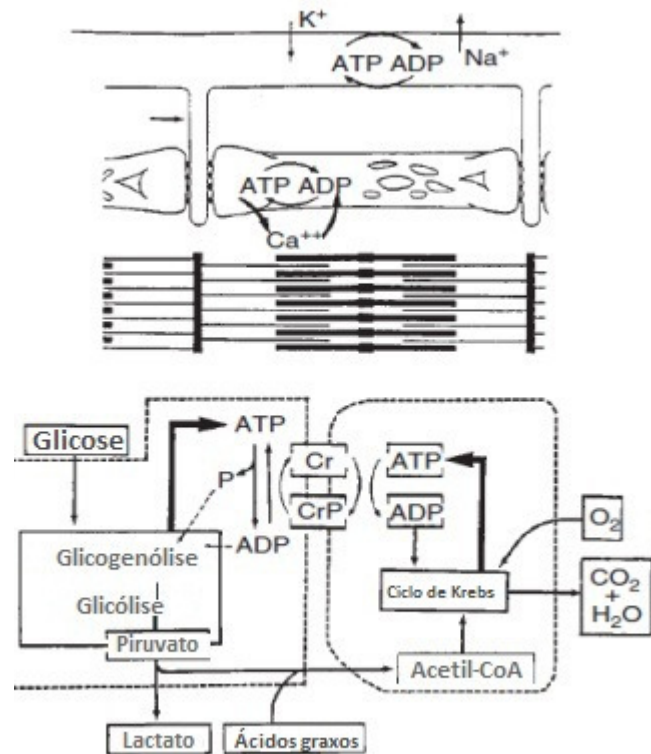 K+
Na+
ATP ADP
ATP ADP
Ca++
Glicose
ATP
P
ADP
Cr
CrP
ATP
ADP
O2
Glicogenólise
Glicólise
Piruvato
Ciclo de Krebs
CO2
+
H2O
Acetil-CoA
Lactato
Ácidos graxos